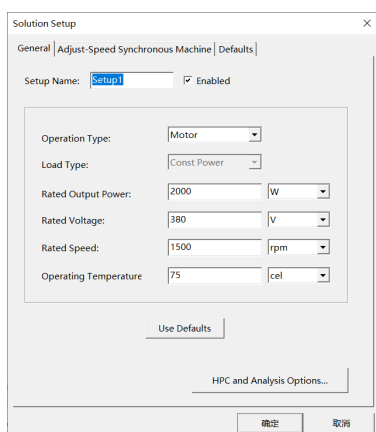 Solution Setup
General Adjust-Speed Synchronous Machine Defaults
Setup Name: Setup1 Enabled
Operation Type: Motor
Load Type: Const Power
Rated Output Power: 2000 W
Rated Voltage: 380 V
Rated Speed: 1500 rpm
Operating Temperature 75 cel
Use Defaults
HPC and Analysis Options...
确定 取消